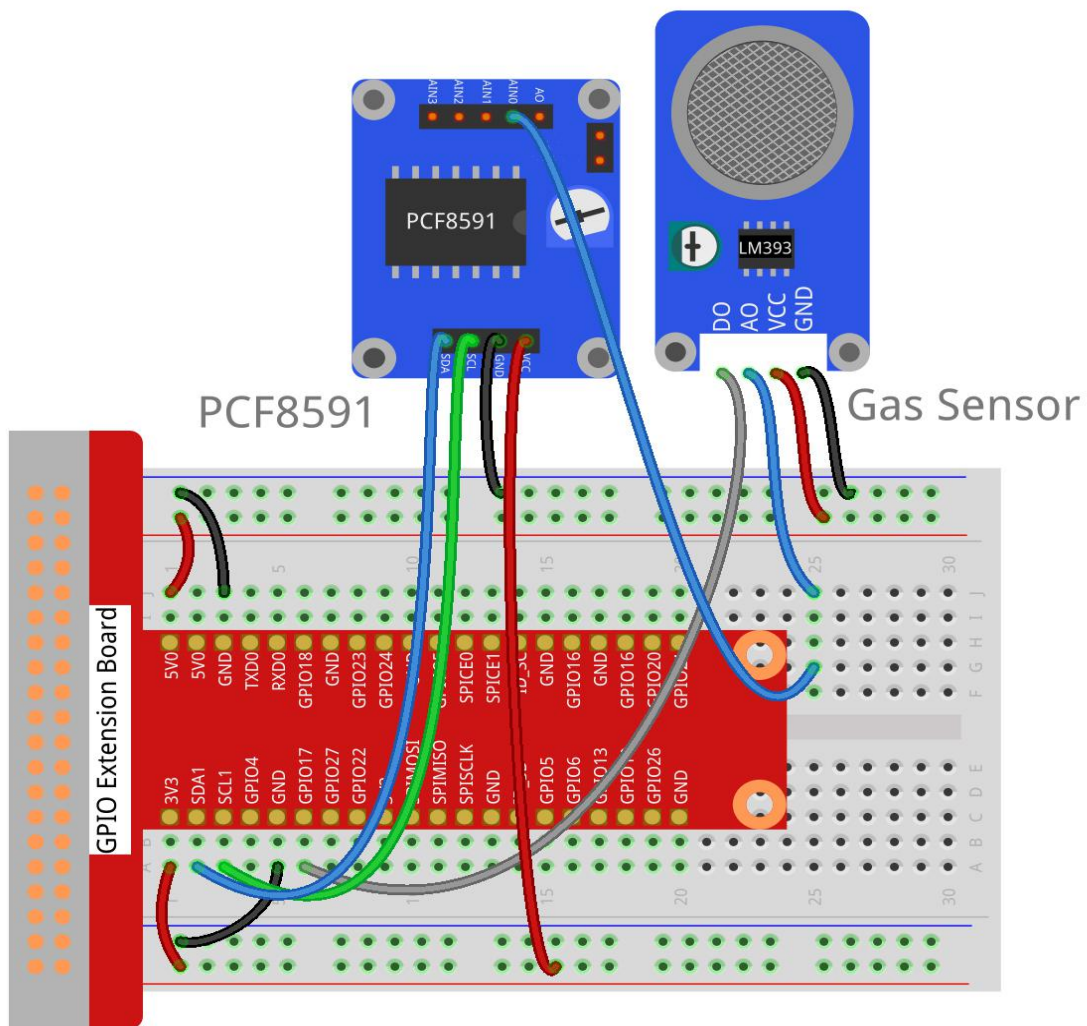 AIN3
AIN2
AIN1
AIN0
AO
PCF8591
SDA
SCL
GND
VCC
PCF8591
LM393
DO
AO
VCC
GND
Gas Sensor
GPIO Extension Board
1
5
10
15
20
25
30
J
J
I
H
G
F
5V0
5V0
GND
TXD0
RXD0
GPIO18
GPIO23
GPIO24
SPICE0
SPICE1
GND
GPIO16
GND
GPIO16
GPIO20
3V3
SDA1
SCL1
GPIO4
GND
GPIO17
GPIO27
GPIO22
SPIMISO
SPISCLK
GND
GPIO5
GPIO6
GPIO13
GPIO26
GND
E
D
C
B
B
A
A
10
15
20
25
30